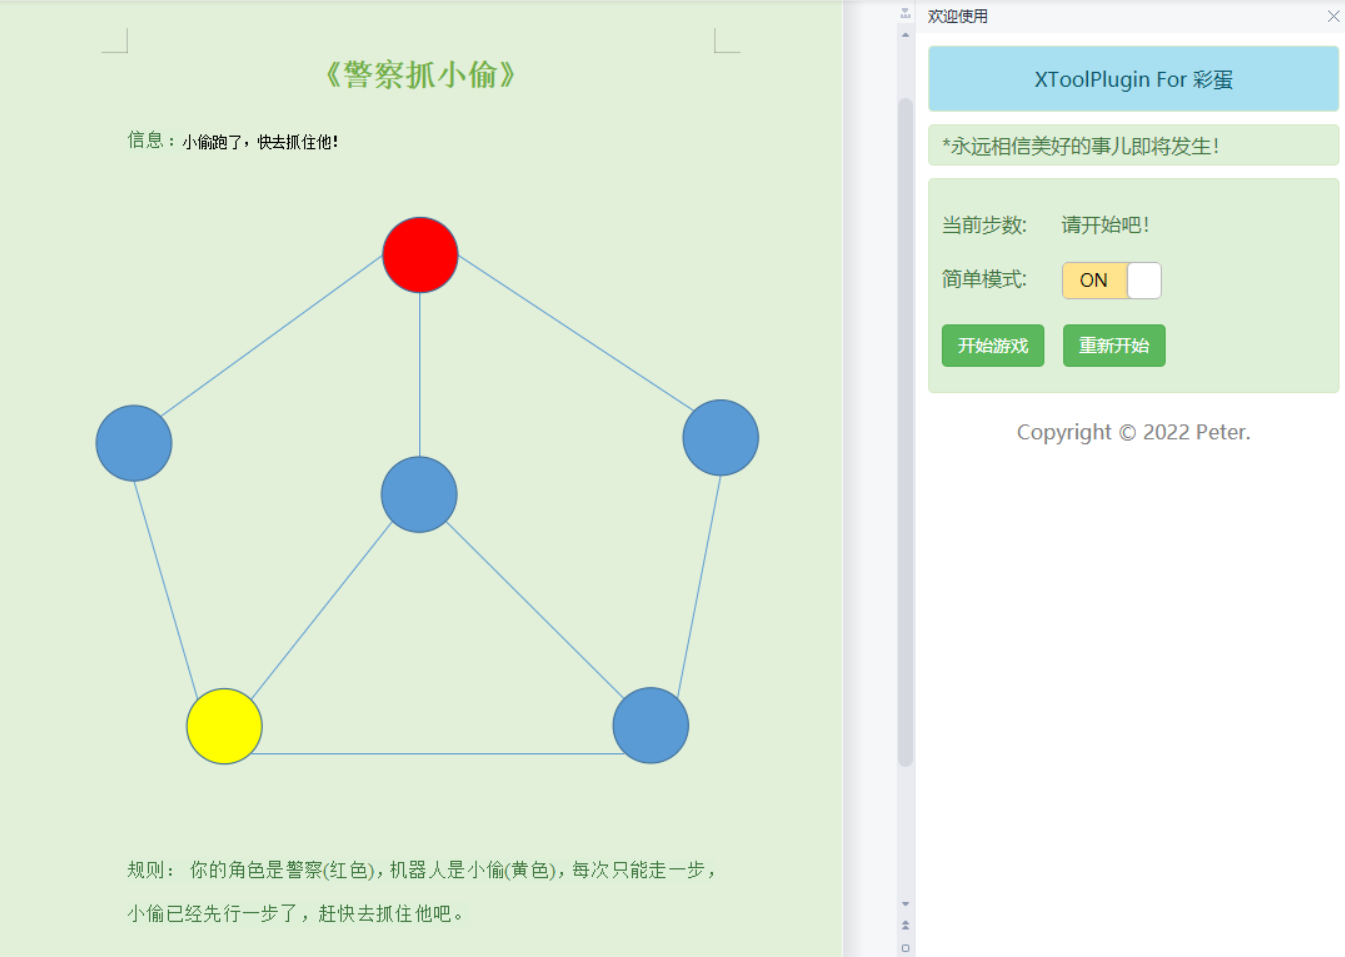 《警察抓小偷》
信息：小偷跑了，快去抓住他！
规则： 你的角色是警察(红色)，机器人是小偷(黄色)，每次只能走一步，
小偷已经先行一步了，赶快去抓住他吧。
欢迎使用
XToolPlugin For 彩蛋
*永远相信美好的事儿即将发生！
当前步数: 请开始吧！
简单模式: ON
开始游戏 重新开始
Copyright © 2022 Peter.